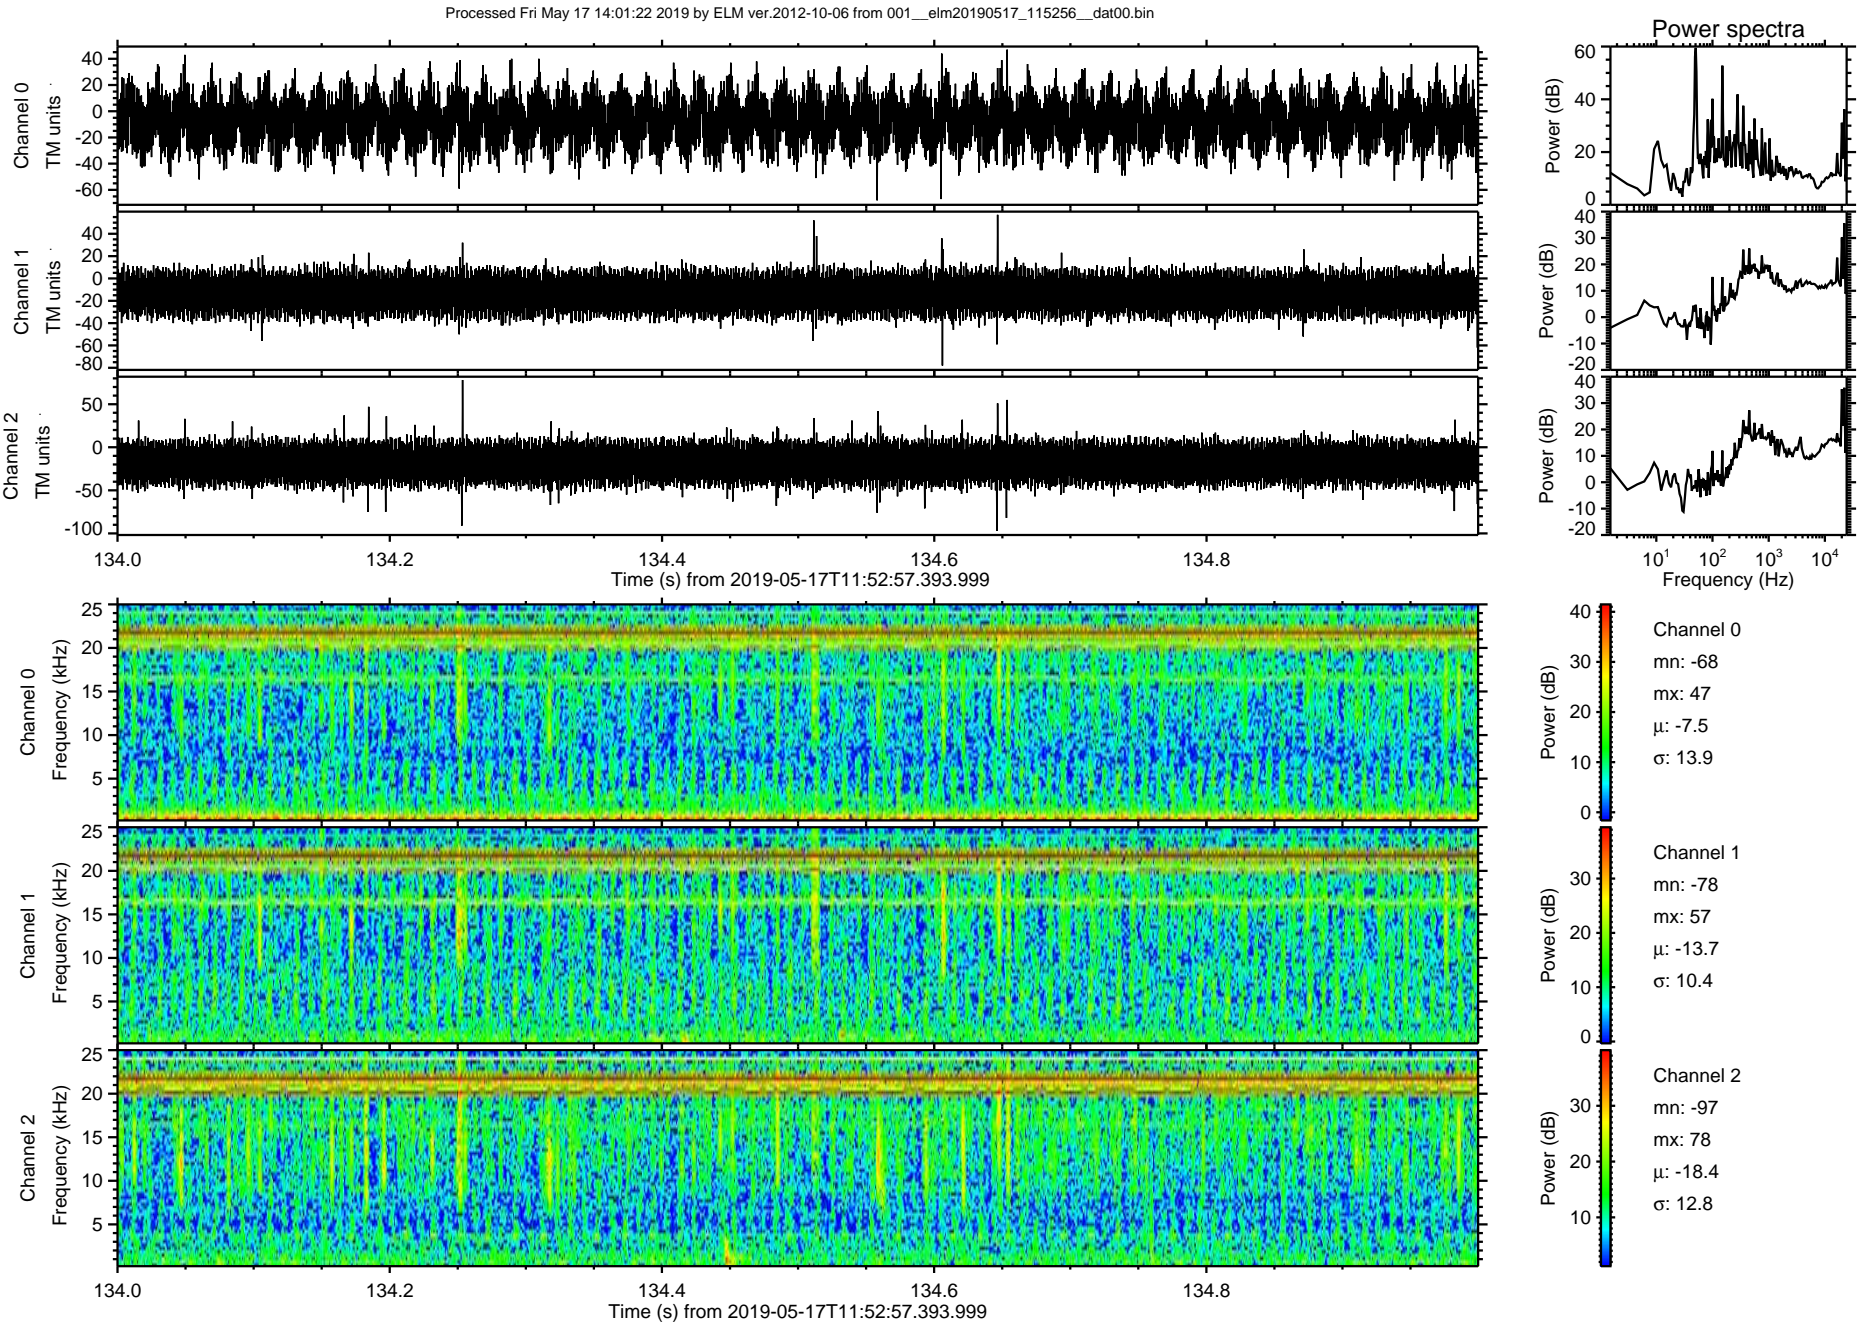 Processed Fri May 17 14:01:22 2019 by ELM ver.2012-10-06 from 001__elm20190517_115256__dat00.bin
Power spectra
Channel 0
TM units
40
20
0
-20
-40
-60
Power (dB)
60
40
20
0
Channel 1
TM units
40
20
0
-20
-40
-60
-80
Power (dB)
40
30
20
10
0
-10
-20
Channel 2
TM units
50
0
-50
-100
Power (dB)
40
30
20
10
0
-10
-20
134.0 134.2 134.4 134.6 134.8
Time (s) from 2019-05-17T11:52:57.393.999
10^1 10^2 10^3 10^4
Frequency (Hz)
Channel 0
Frequency (kHz)
25
20
15
10
5
Power (dB)
40
30
20
10
0
Channel 0
mn: -68
mx: 47
μ: -7.5
σ: 13.9
Channel 1
Frequency (kHz)
25
20
15
10
5
Power (dB)
30
20
10
0
Channel 1
mn: -78
mx: 57
μ: -13.7
σ: 10.4
Channel 2
Frequency (kHz)
25
20
15
10
5
Power (dB)
30
20
10
Channel 2
mn: -97
mx: 78
μ: -18.4
σ: 12.8
134.0 134.2 134.4 134.6 134.8
Time (s) from 2019-05-17T11:52:57.393.999